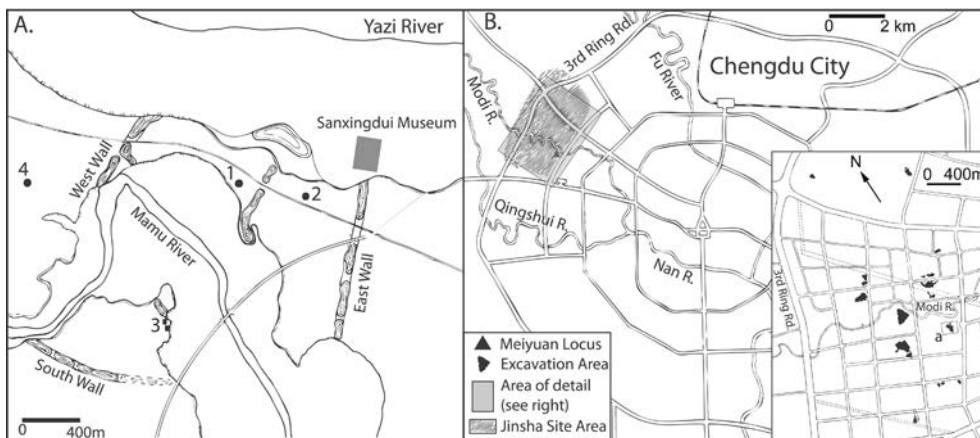 A.
Yazi River
Sanxingdui Museum
West Wall
4
1
2
Mamu River
East Wall
3
South Wall
0 400m
B.
3rd Ring Rd.
Fu River
0 2 km
Chengdu City
Modi R.
Qingshui R.
Nan R.
Meiyuan Locus
Excavation Area
Area of detail
(see right)
Jinsha Site Area
N
0 400m
3rd Ring Rd.
Modi R.
a